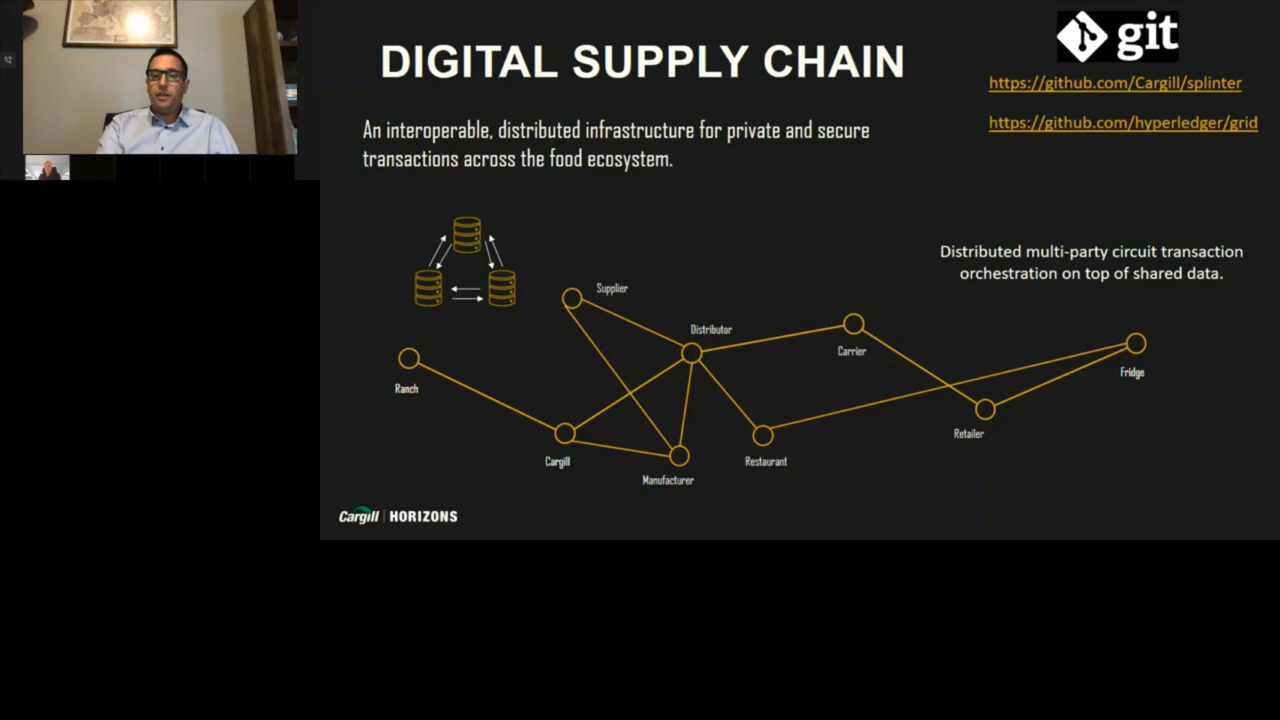 DIGITAL SUPPLY CHAIN
git
https://github.com/Cargill/splinter
https://github.com/hyperledger/grid
An interoperable, distributed infrastructure for private and secure
transactions across the food ecosystem.
Distributed multi-party circuit transaction
orchestration on top of shared data.
Supplier
Distributor
Carrier
Ranch
Fridge
Cargill
Manufacturer
Restaurant
Retailer
Cargill | HORIZONS